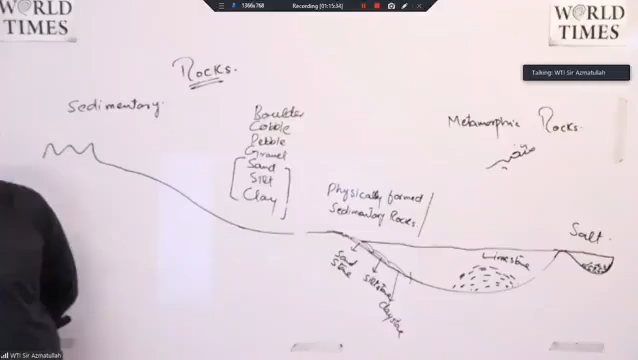 1366x768
Recording [01:15:34]
WORLD
TIMES
WORLD
TIMES
Talking: WTI Sir Azmatullah
Rocks.
Sedimentary.
Boulder
Cobble
Pebble
Gravel
Sand
Silt
Clay
Metamorphic Rocks.
Physically formed
Sedimentary Rocks
Salt.
Sand
stone
Siltstone
Claystone
Limestone
WTI Sir Azmatullah